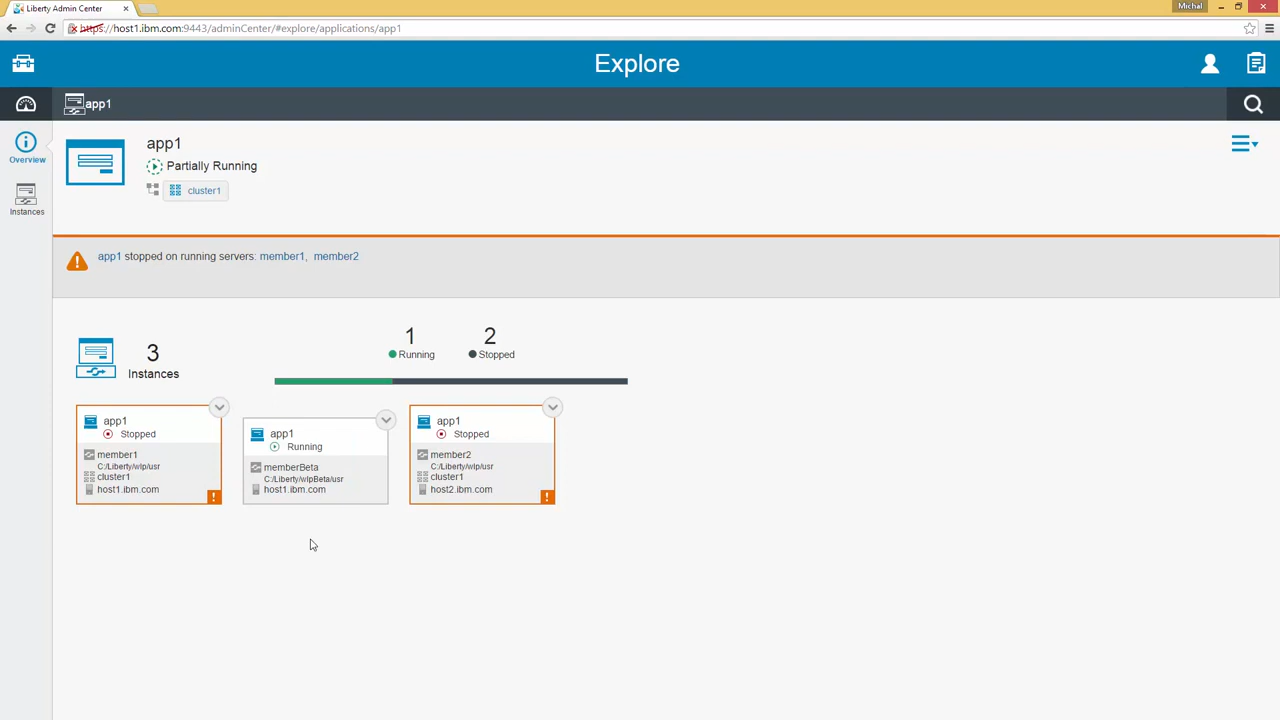 Liberty Admin Center
Michal
https://host1.ibm.com:9443/adminCenter/#explore/applications/app1
Explore
app1
Overview
Instances
app1
Partially Running
cluster1
app1 stopped on running servers: member1, member2
3
Instances
1
Running
2
Stopped
app1
Stopped
member1
C:/Liberty/wlp/usr
cluster1
host1.ibm.com
app1
Running
memberBeta
C:/Liberty/wlpBeta/usr
host1.ibm.com
app1
Stopped
member2
C:/Liberty/wlp/usr
cluster1
host2.ibm.com